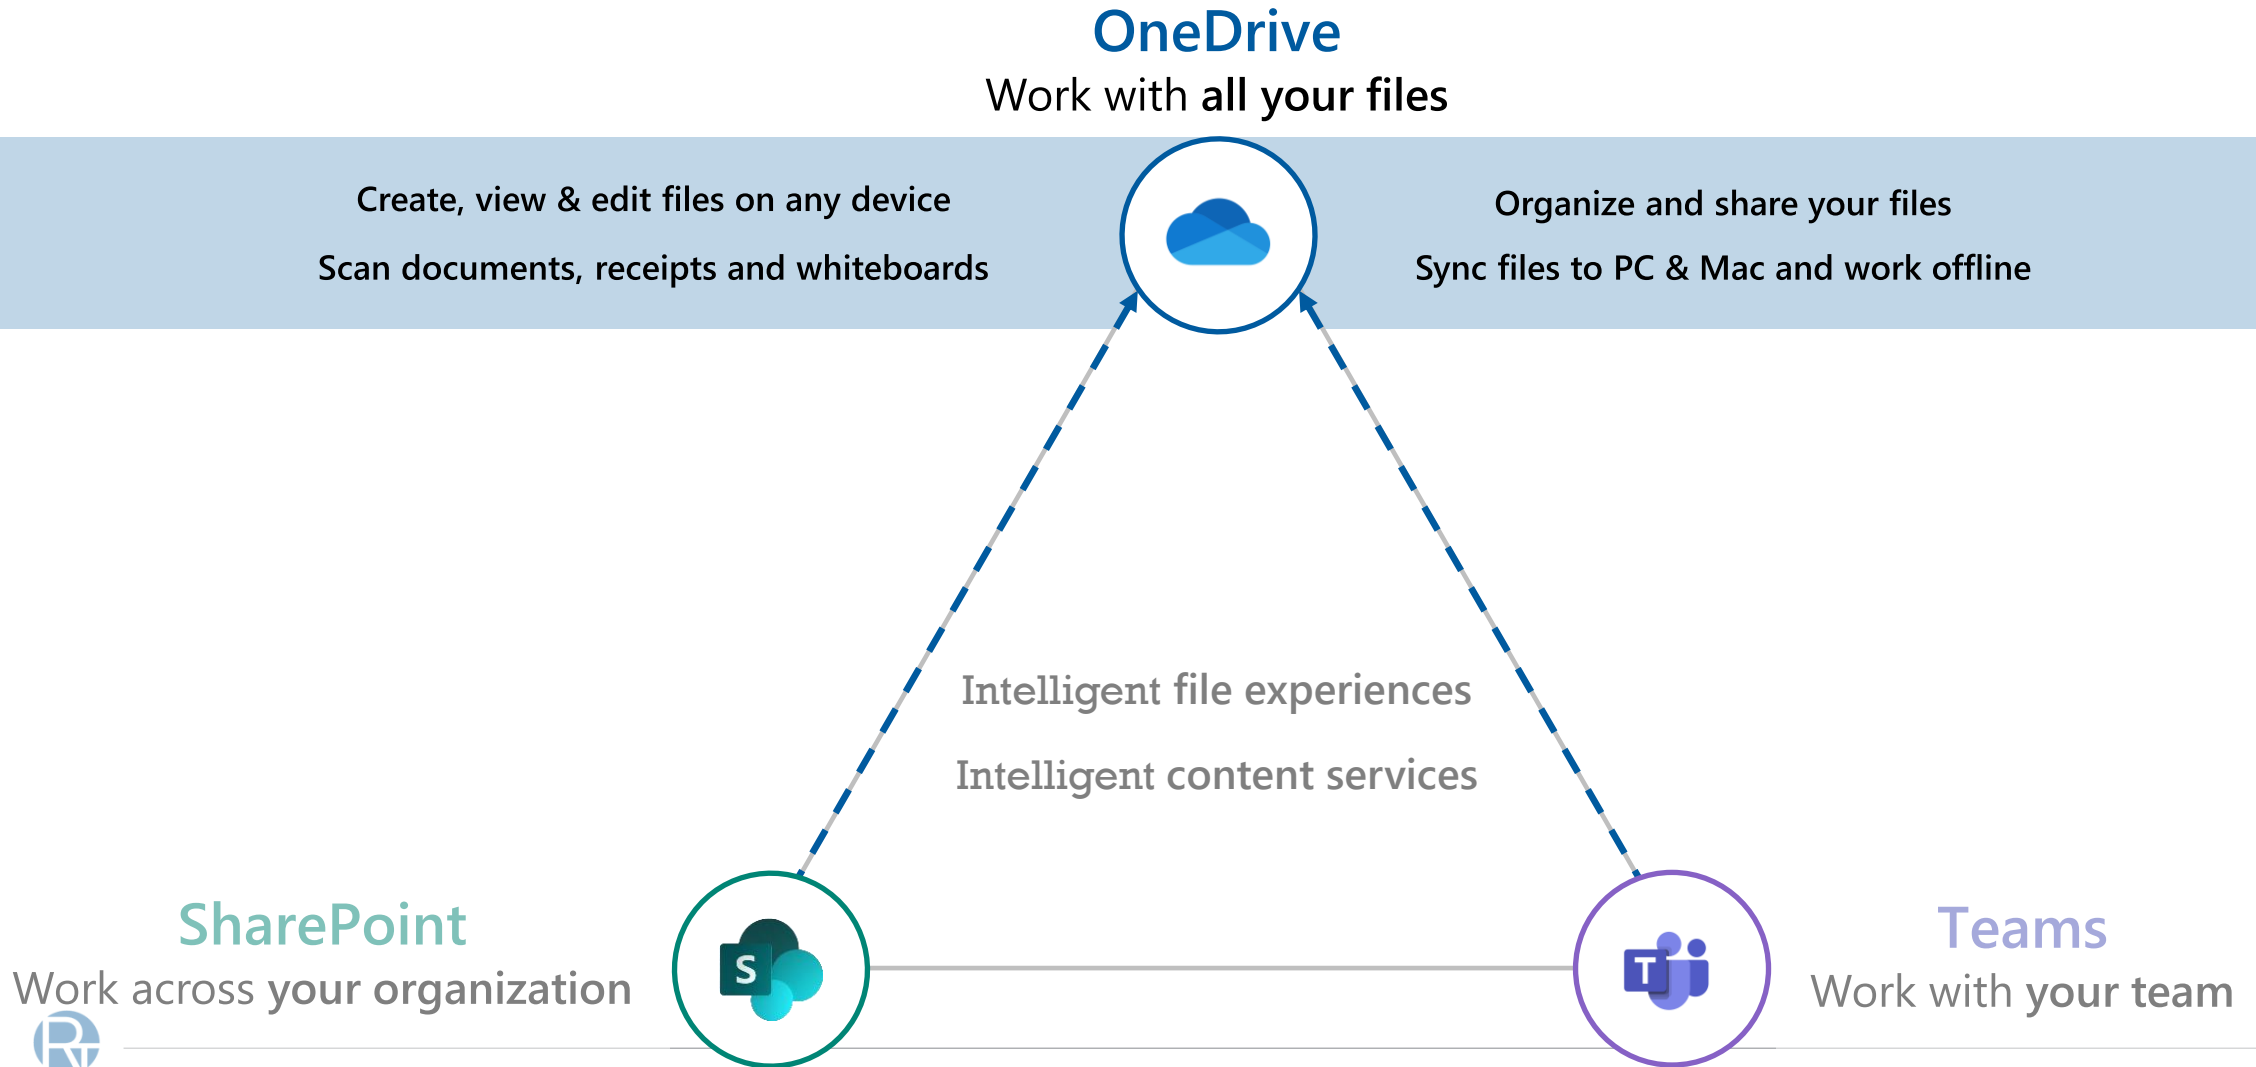 OneDrive
Work with all your files
Create, view & edit files on any device
Scan documents, receipts and whiteboards
Organize and share your files
Sync files to PC & Mac and work offline
Intelligent file experiences
Intelligent content services
SharePoint
Work across your organization
S
T
Teams
Work with your team